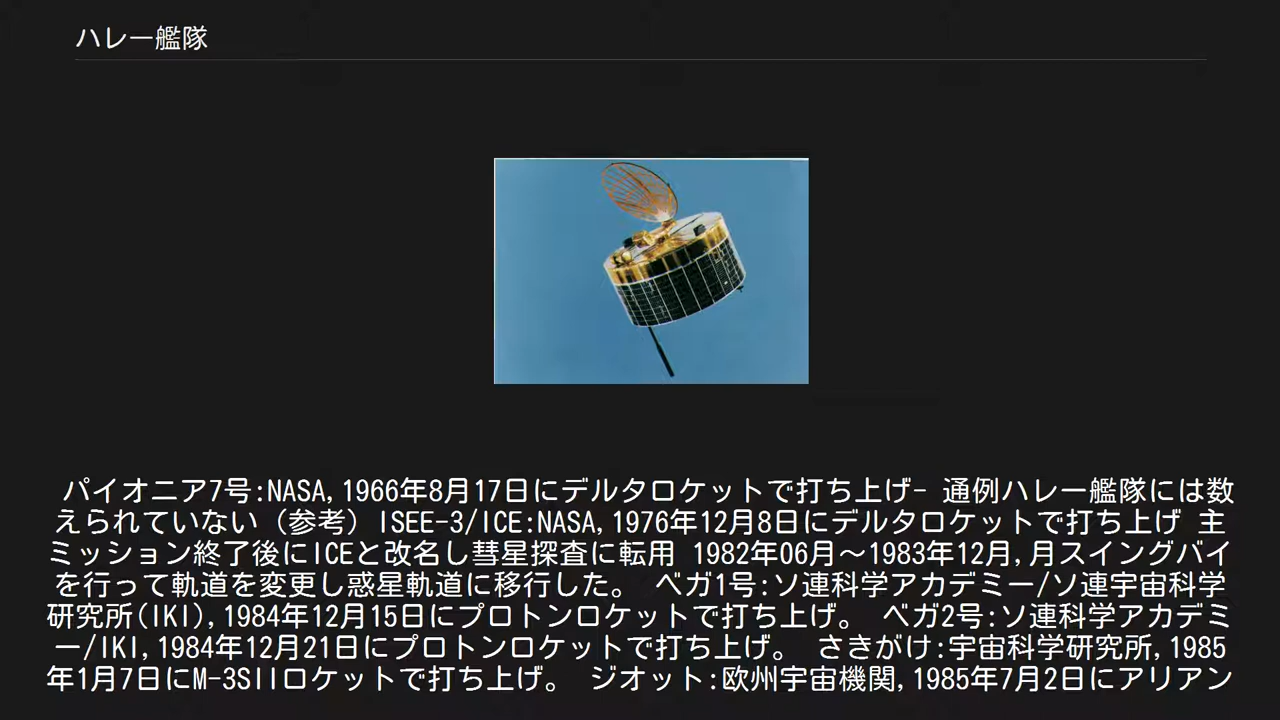 ハレー艦隊
パイオニア7号:NASA,1966年8月17日にデルタロケットで打ち上げ- 通例ハレー艦隊には数
えられていない（参考）ISEE-3/ICE:NASA,1976年12月8日にデルタロケットで打ち上げ 主
ミッション終了後にICEと改名し彗星探査に転用 1982年06月～1983年12月,月スイングバイ
を行って軌道を変更し惑星軌道に移行した。 ベガ1号:ソ連科学アカデミー/ソ連宇宙科学
研究所(IKI),1984年12月15日にプロトンロケットで打ち上げ。 ベガ2号:ソ連科学アカデミ
ー/IKI,1984年12月21日にプロトンロケットで打ち上げ。 さきがけ:宇宙科学研究所,1985
年1月7日にM-3SIIロケットで打ち上げ。 ジオット:欧州宇宙機関,1985年7月2日にアリアン